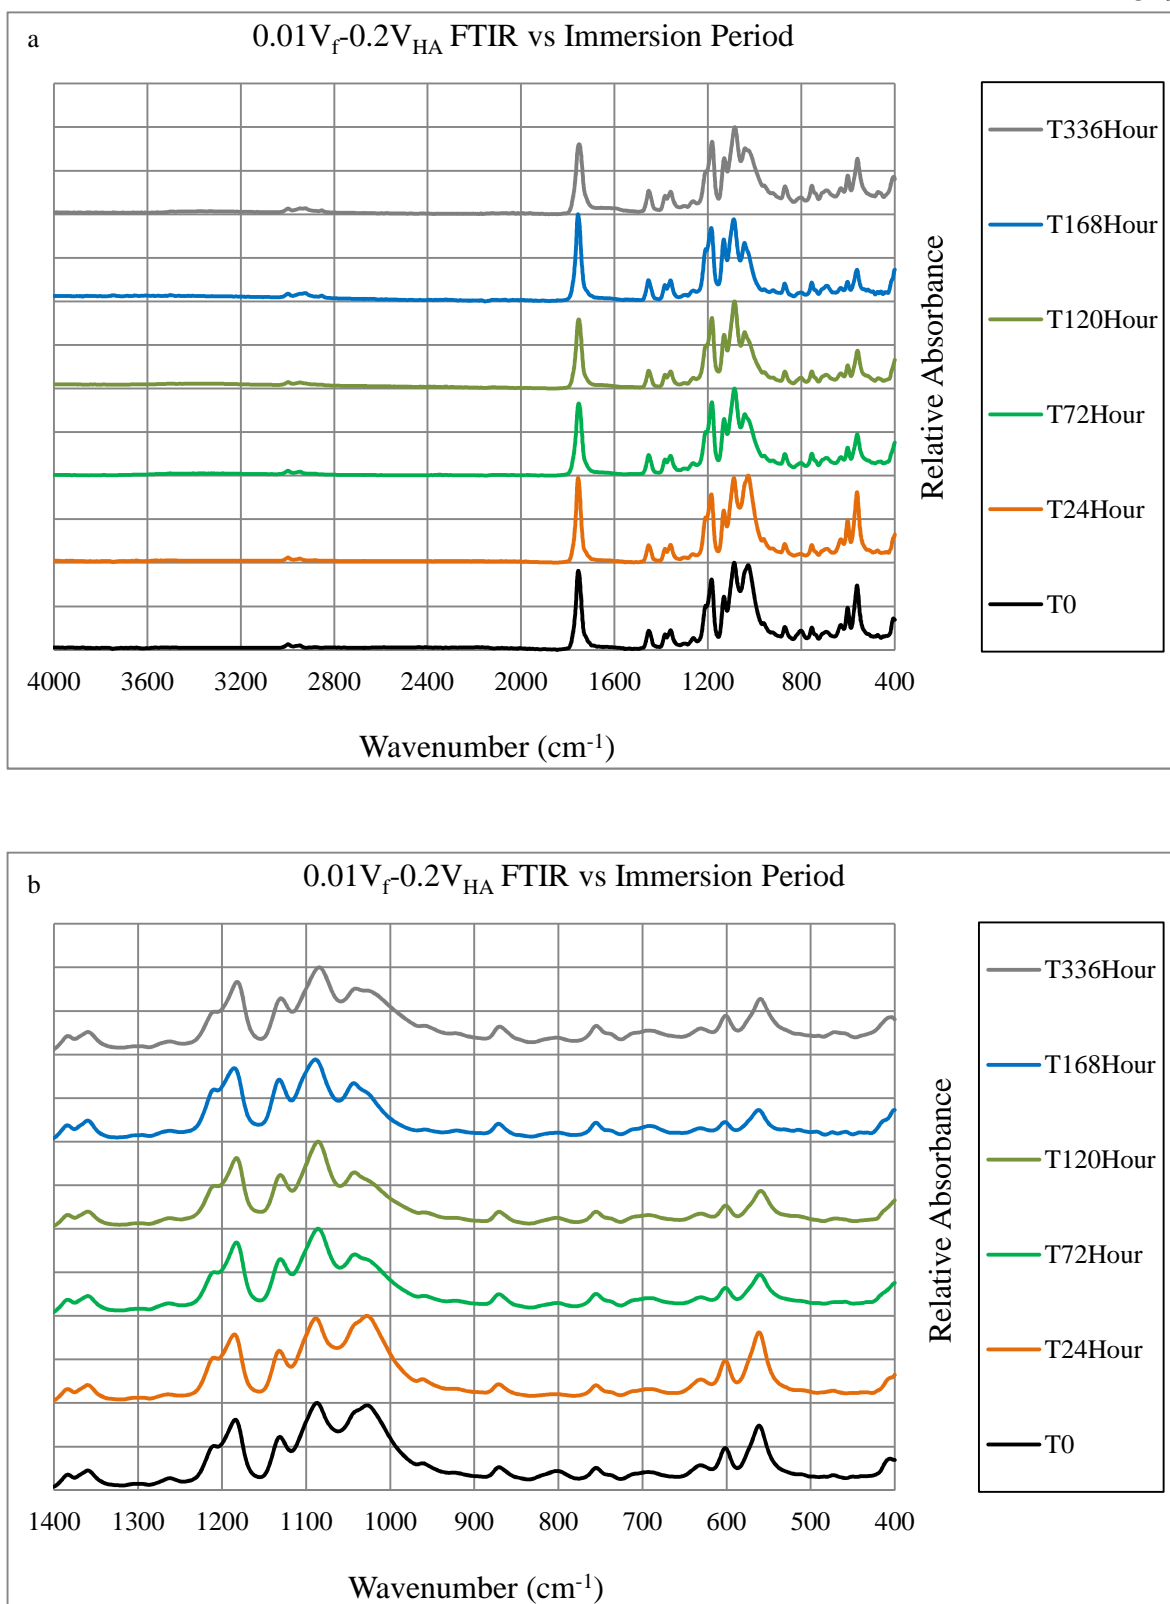 a
0.01Vf-0.2VHA FTIR vs Immersion Period
T336Hour
T168Hour
T120Hour
T72Hour
T24Hour
T0
Relative Absorbance
4000 3600 3200 2800 2400 2000 1600 1200 800 400
Wavenumber (cm-1)
b
0.01Vf-0.2VHA FTIR vs Immersion Period
T336Hour
T168Hour
T120Hour
T72Hour
T24Hour
T0
Relative Absorbance
1400 1300 1200 1100 1000 900 800 700 600 500 400
Wavenumber (cm-1)